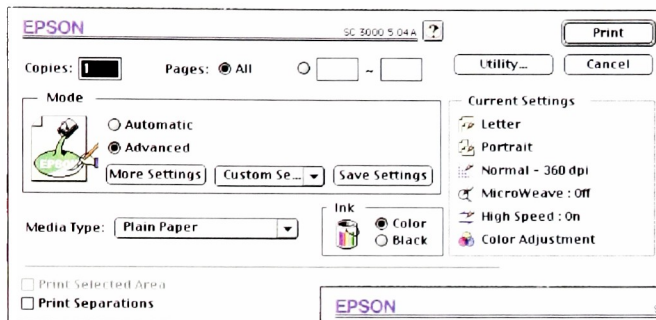 EPSON
SC 3000 5.04A ?
Print
Copies: 1
Pages: All ~
Utility...
Cancel
Mode
Automatic
Advanced
More Settings
Custom Se...
Save Settings
Current Settings
Letter
Portrait
Normal - 360 dpi
MicroWeave : Off
High Speed : On
Color Adjustment
EPSON
Media Type: Plain Paper
Ink
Color
Black
Print Selected Area
Print Separations
EPSON